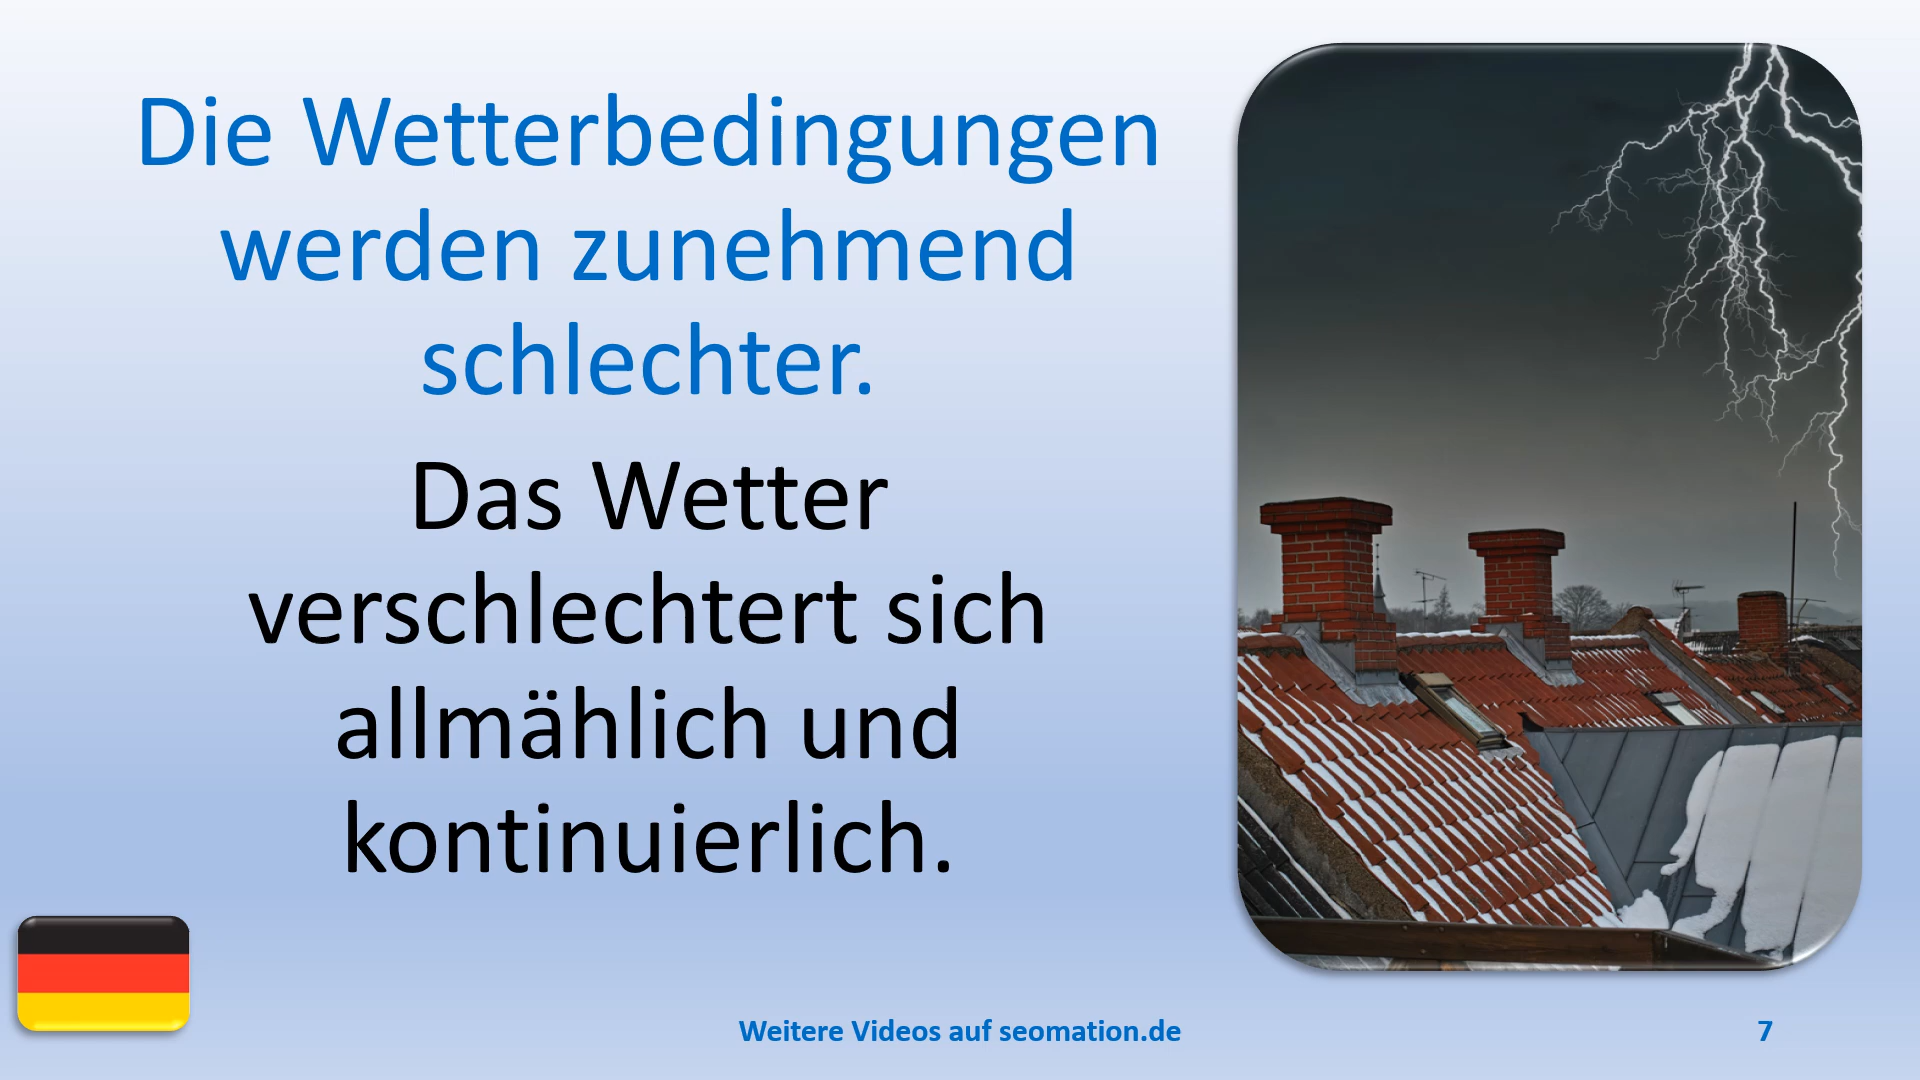 Die Wetterbedingungen
werden zunehmend
schlechter.
Das Wetter
verschlechtert sich
allmählich und
kontinuierlich.
Weitere Videos auf seomation.de
7